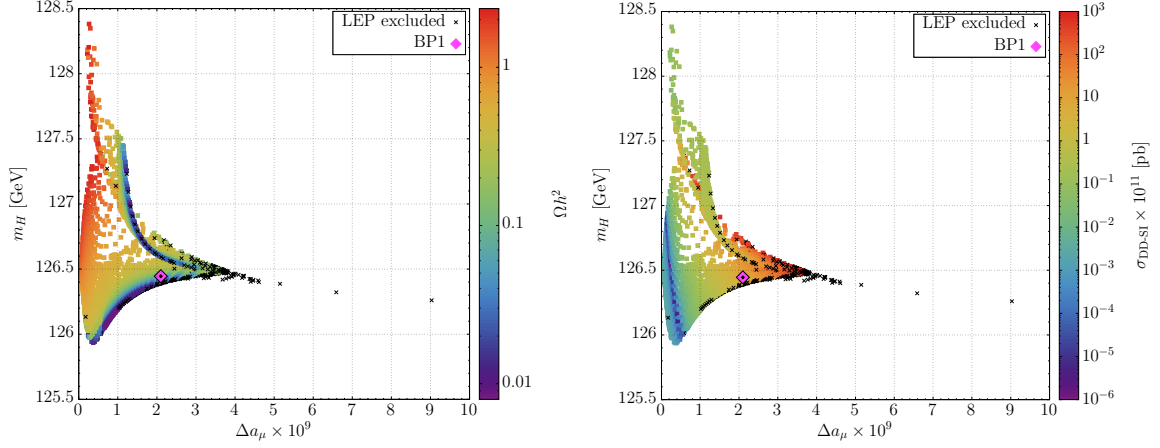 LEP excluded
BP1
128.5
128
127.5
127
126.5
126
125.5
m_H [GeV]
0 1 2 3 4 5 6 7 8 9 10
Δa_μ × 10^9
1
0.1
0.01
Ωh^2
LEP excluded
BP1
128.5
128
127.5
127
126.5
126
125.5
m_H [GeV]
0 1 2 3 4 5 6 7 8 9 10
Δa_μ × 10^9
10^3
10^2
10^1
1
10^−1
10^−2
10^−3
10^−4
10^−5
10^−6
σ_DD-SI × 10^11 [pb]